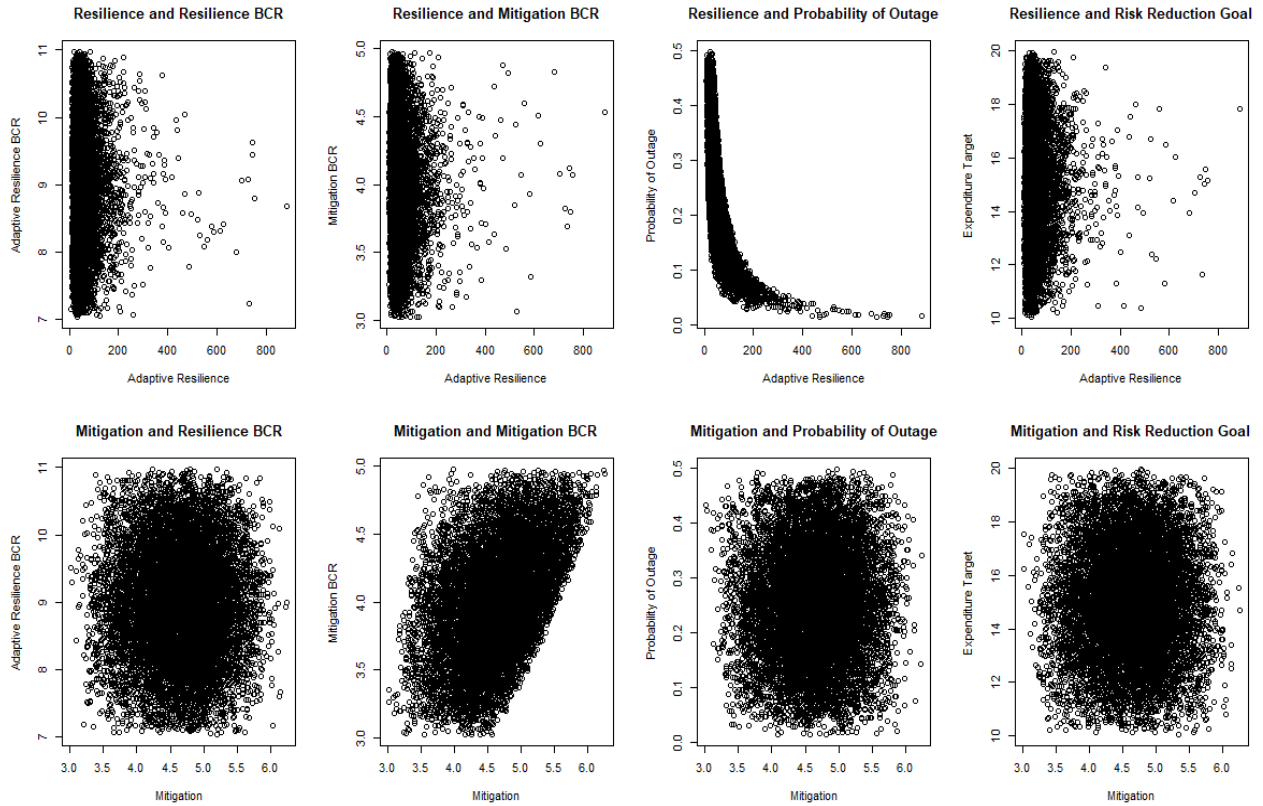 Resilience and Resilience BCR
Adaptive Resilience BCR
11
10
9
8
7
0 200 400 600 800
Adaptive Resilience
Resilience and Mitigation BCR
Mitigation BCR
5.0
4.5
4.0
3.5
3.0
0 200 400 600 800
Adaptive Resilience
Resilience and Probability of Outage
Probability of Outage
0.5
0.4
0.3
0.2
0.1
0.0
0 200 400 600 800
Adaptive Resilience
Resilience and Risk Reduction Goal
Expenditure Target
20
18
16
14
12
10
0 200 400 600 800
Adaptive Resilience
Mitigation and Resilience BCR
Adaptive Resilience BCR
11
10
9
8
7
3.0 3.5 4.0 4.5 5.0 5.5 6.0
Mitigation
Mitigation and Mitigation BCR
Mitigation BCR
5.0
4.5
4.0
3.5
3.0
3.0 3.5 4.0 4.5 5.0 5.5 6.0
Mitigation
Mitigation and Probability of Outage
Probability of Outage
0.5
0.4
0.3
0.2
0.1
0.0
3.0 3.5 4.0 4.5 5.0 5.5 6.0
Mitigation
Mitigation and Risk Reduction Goal
Expenditure Target
20
18
16
14
12
10
3.0 3.5 4.0 4.5 5.0 5.5 6.0
Mitigation